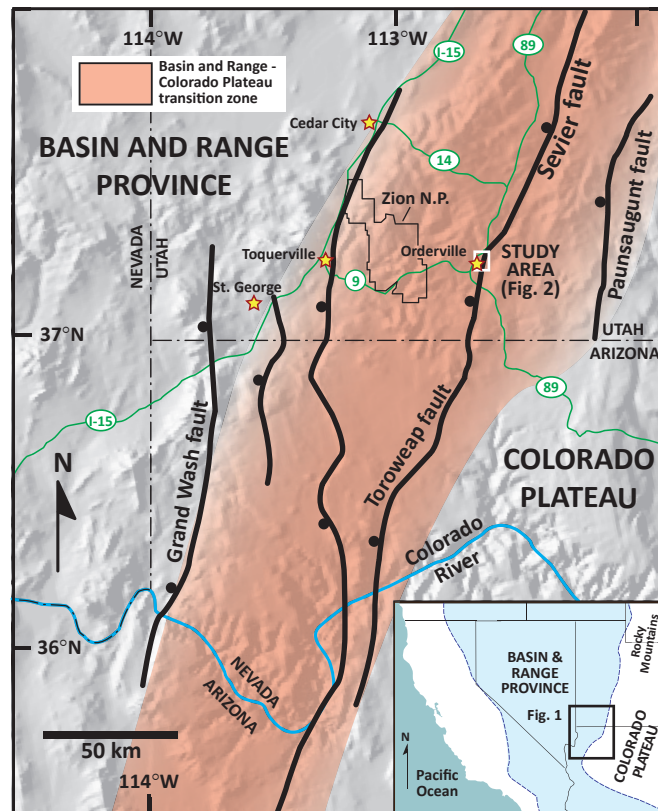 114°W
113°W
Basin and Range -
Colorado Plateau
transition zone
I-15
89
Sevier fault
Cedar City
BASIN AND RANGE
PROVINCE
14
Paunsaugunt fault
Zion N.P.
NEVADA
UTAH
Toquerville
Orderville
STUDY
AREA
(Fig. 2)
St. George
9
37°N
UTAH
ARIZONA
89
I-15
Grand Wash fault
Toroweap fault
N
COLORADO
PLATEAU
Colorado
River
36°N
NEVADA
ARIZONA
50 km
114°W
Rocky
Mountains
BASIN &
RANGE
PROVINCE
Fig. 1
N
COLORADO
PLATEAU
Pacific
Ocean